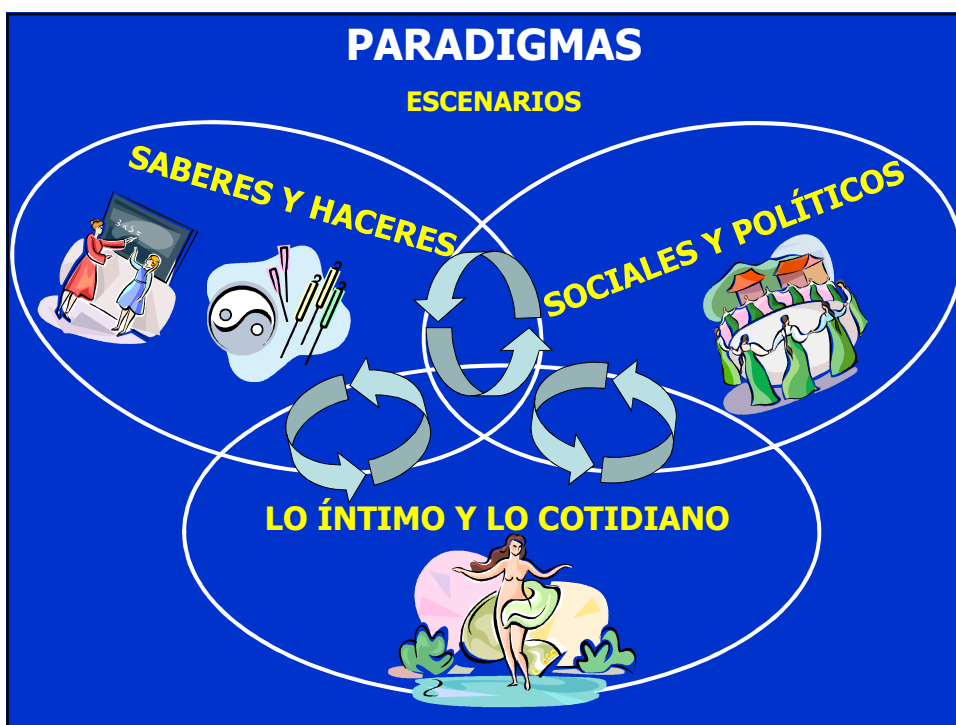 PARADIGMAS
ESCENARIOS
SABERES Y HACERES
SOCIALES Y POLÍTICOS
LO ÍNTIMO Y LO COTIDIANO